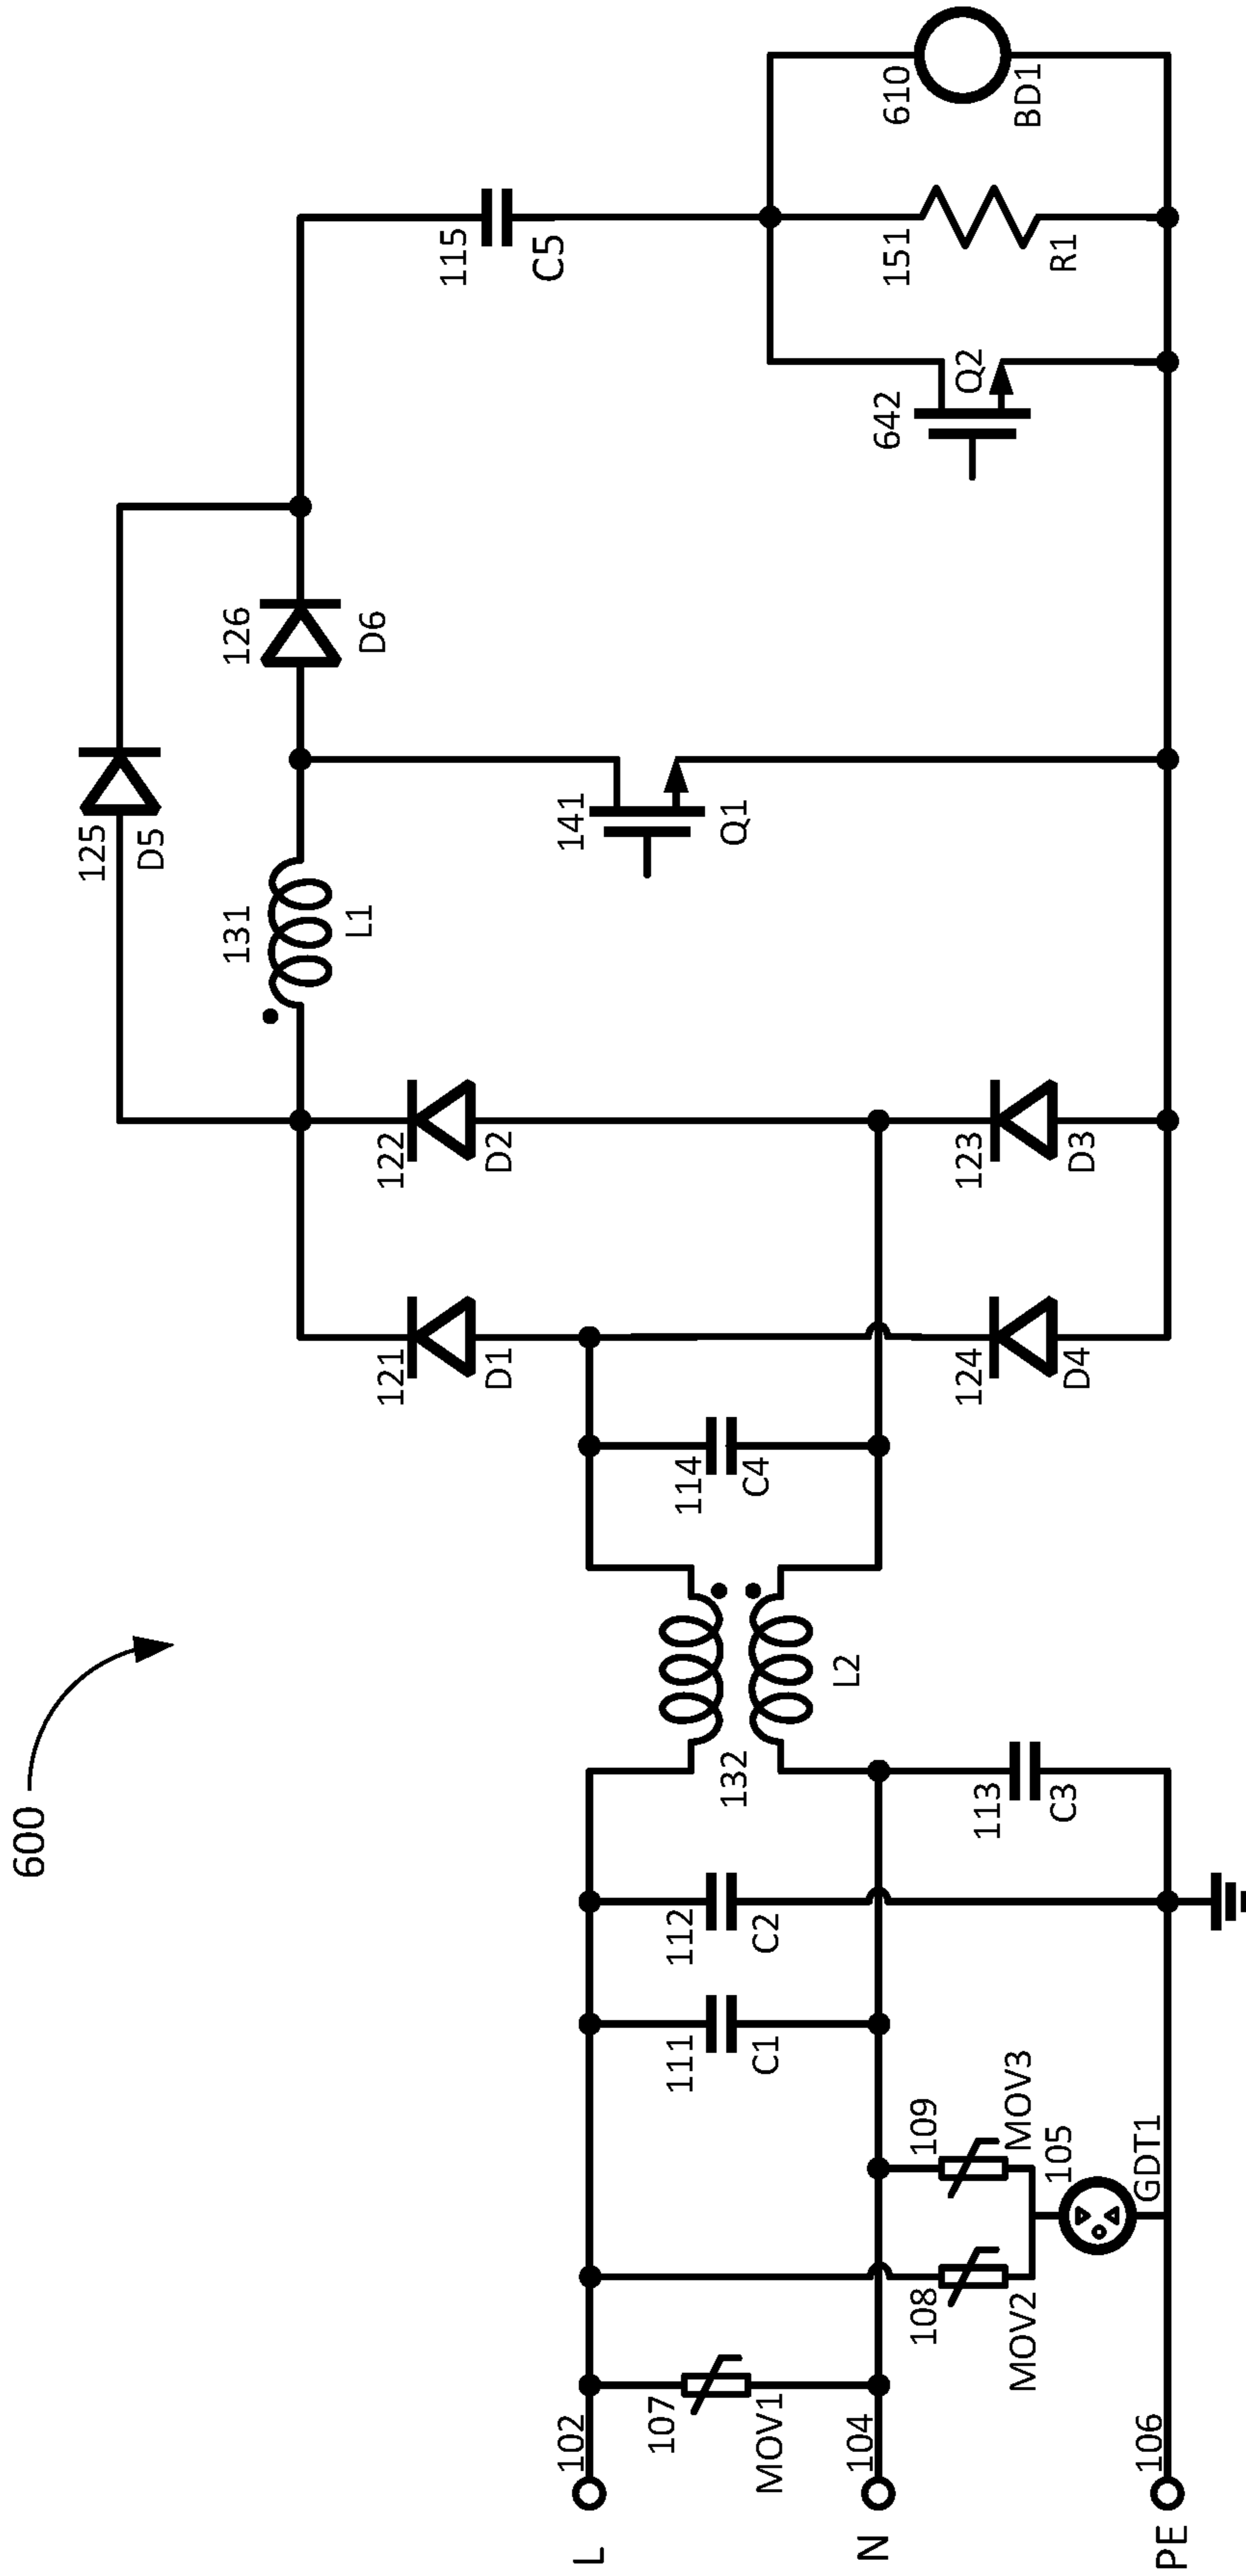 600
L
102
N
104
PE
106
107
MOV1
108
MOV2
109
MOV3
105
GDT1
111
C1
112
C2
113
C3
132
L2
114
C4
121
D1
122
D2
123
D3
124
D4
131
L1
125
D5
126
D6
141
Q1
115
C5
642
Q2
151
R1
610
BD1